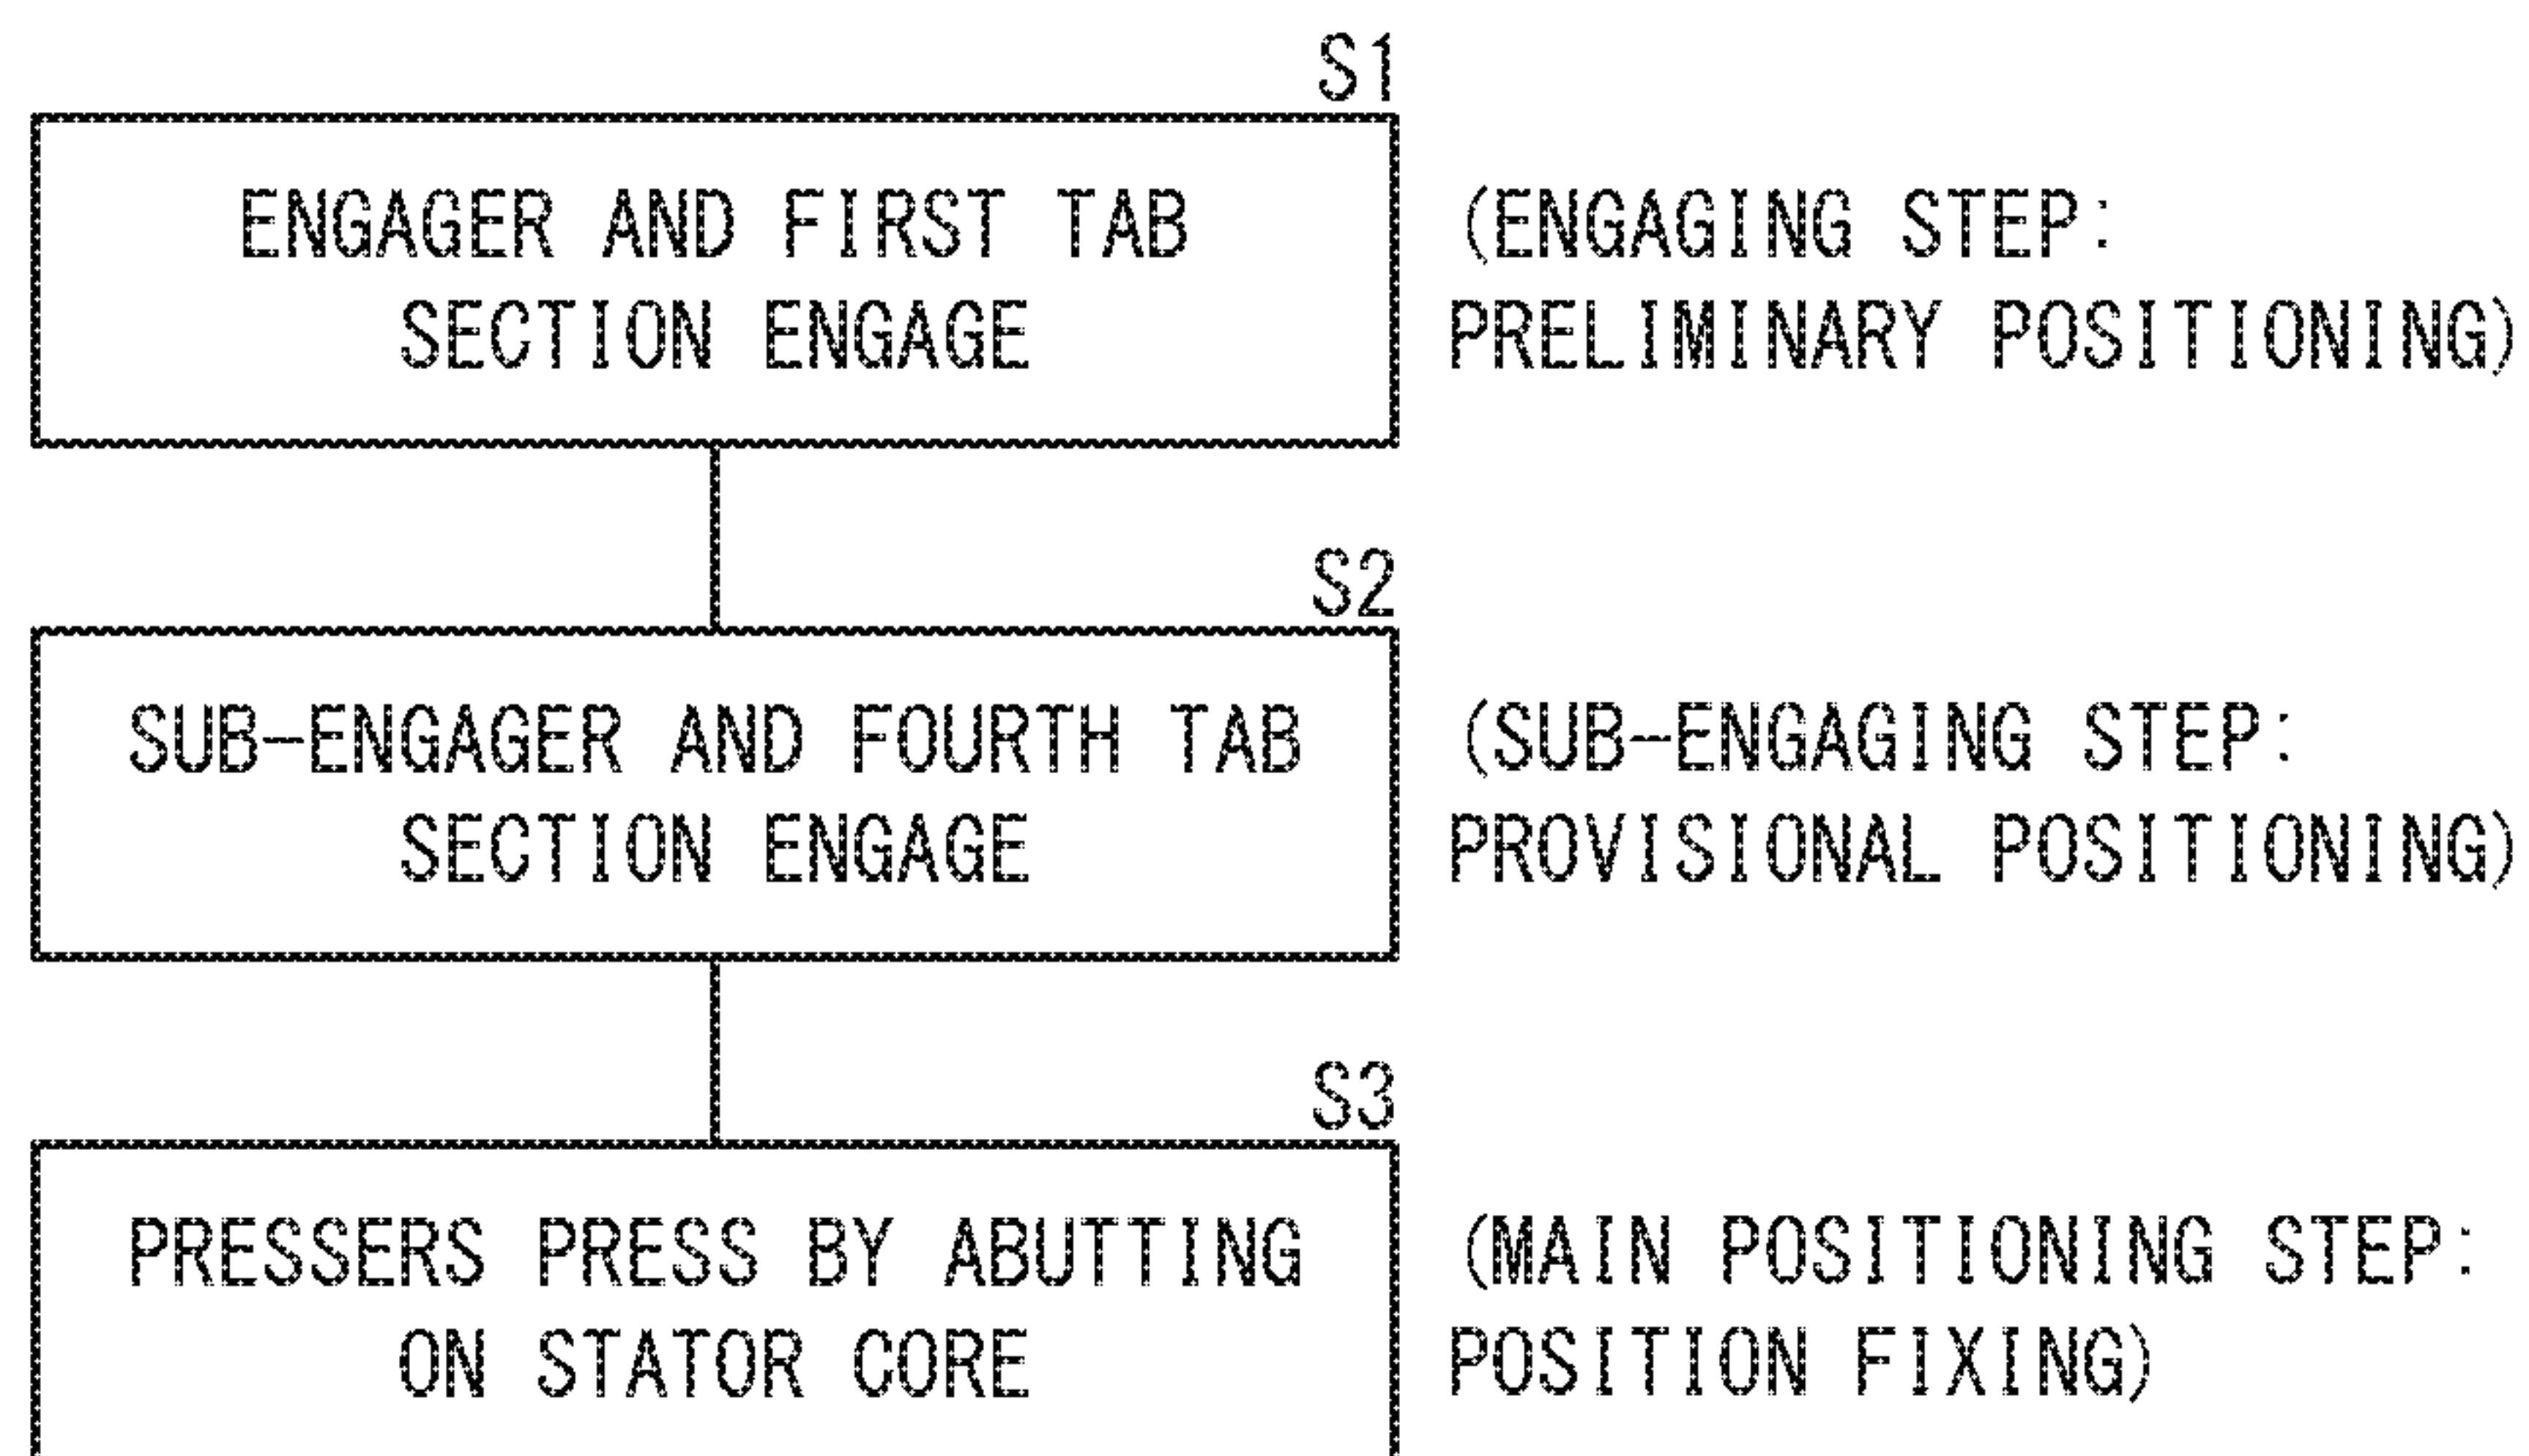 S1
ENGAGER AND FIRST TAB
SECTION ENGAGE
(ENGAGING STEP:
PRELIMINARY POSITIONING)
S2
SUB-ENGAGER AND FOURTH TAB
SECTION ENGAGE
(SUB-ENGAGING STEP:
PROVISIONAL POSITIONING)
S3
PRESSERS PRESS BY ABUTTING
ON STATOR CORE
(MAIN POSITIONING STEP:
POSITION FIXING)